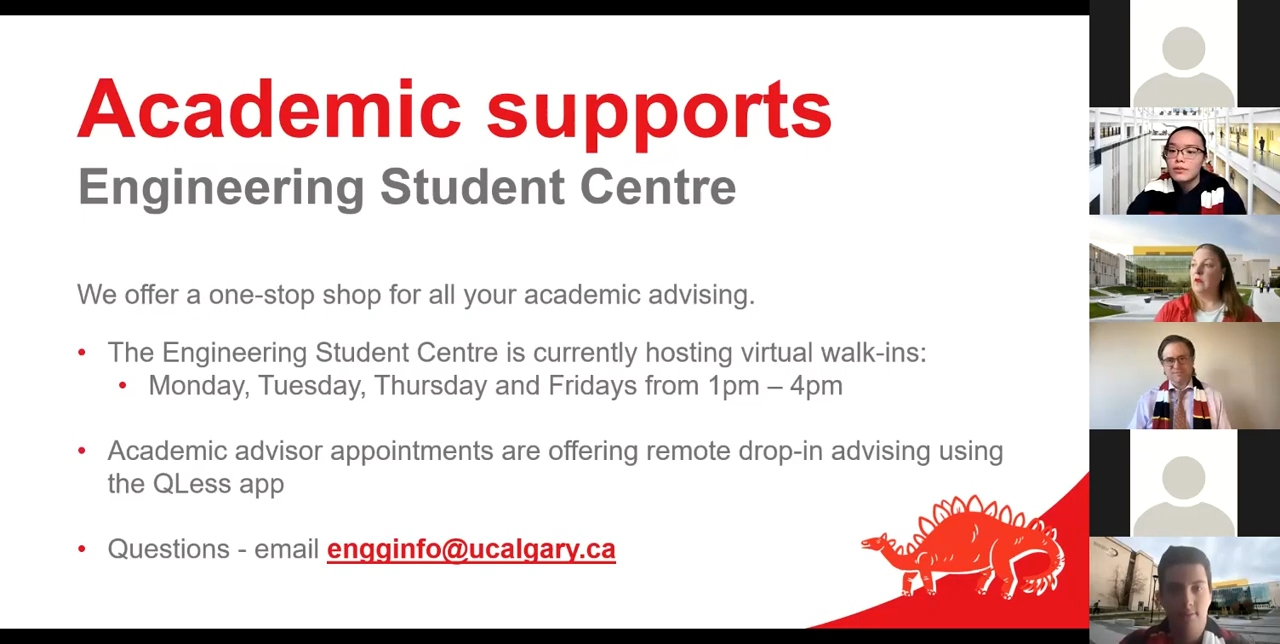 Academic supports
Engineering Student Centre
We offer a one-stop shop for all your academic advising.
• The Engineering Student Centre is currently hosting virtual walk-ins:
• Monday, Tuesday, Thursday and Fridays from 1pm – 4pm
• Academic advisor appointments are offering remote drop-in advising using
the QLess app
• Questions - email engginfo@ucalgary.ca